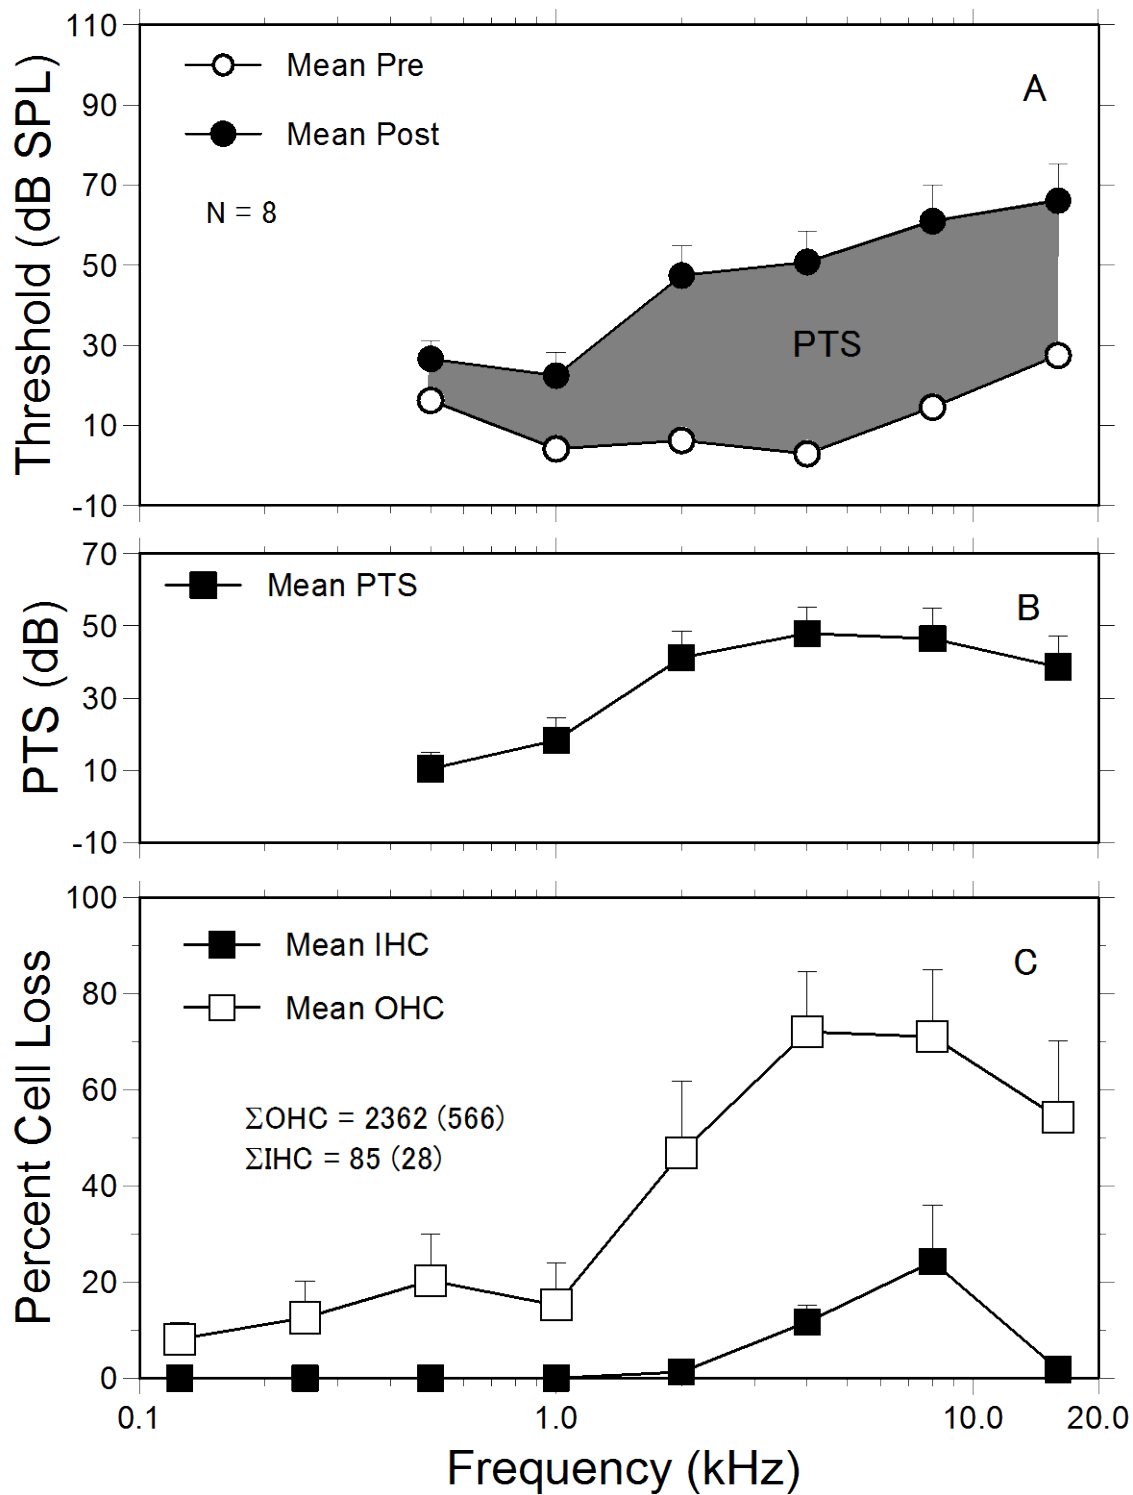 110
90
70
50
30
10
-10
Threshold (dB SPL)
Mean Pre
Mean Post
N = 8
A
PTS
70
50
30
10
-10
PTS (dB)
Mean PTS
B
100
80
60
40
20
0
Percent Cell Loss
Mean IHC
Mean OHC
C
ΣOHC = 2362 (566)
ΣIHC = 85 (28)
0.1 1.0 10.0 20.0
Frequency (kHz)